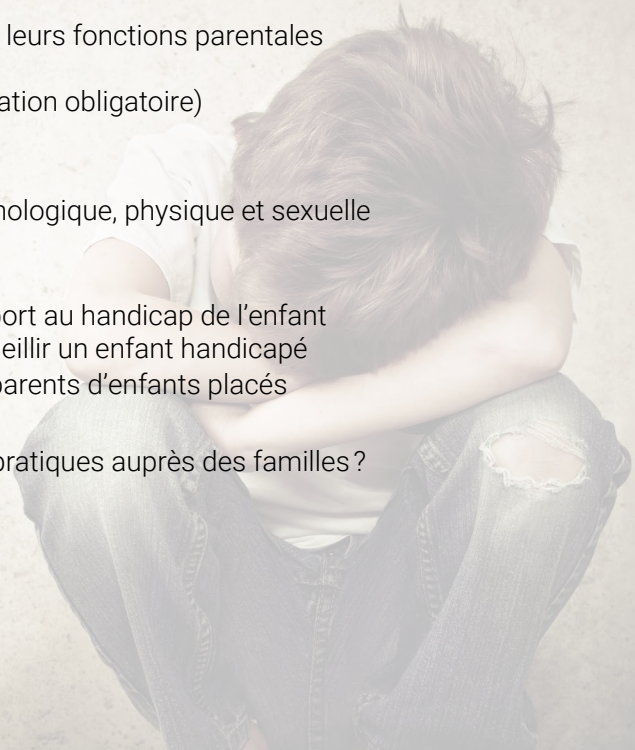 leurs fonctions parentales
ation obligatoire)
ologique, physique et sexuelle
ort au handicap de l’enfant
eillir un enfant handicapé
parents d’enfants placés
pratiques auprès des familles ?